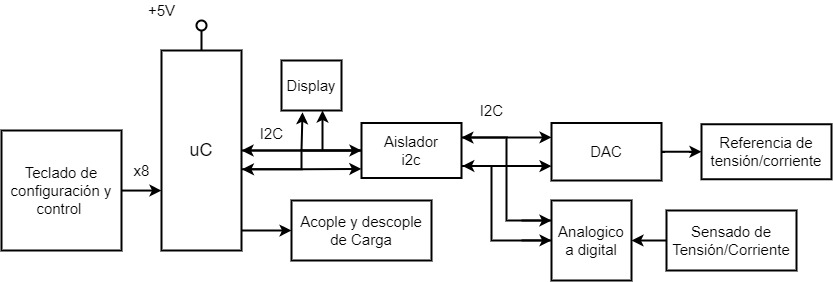 +5V
Display
I2C
I2C
uC
Aislador
i2c
DAC
Referencia de
tensión/corriente
Teclado de
configuración y
control
x8
Acople y descople
de Carga
Analogico
a digital
Sensado de
Tensión/Corriente